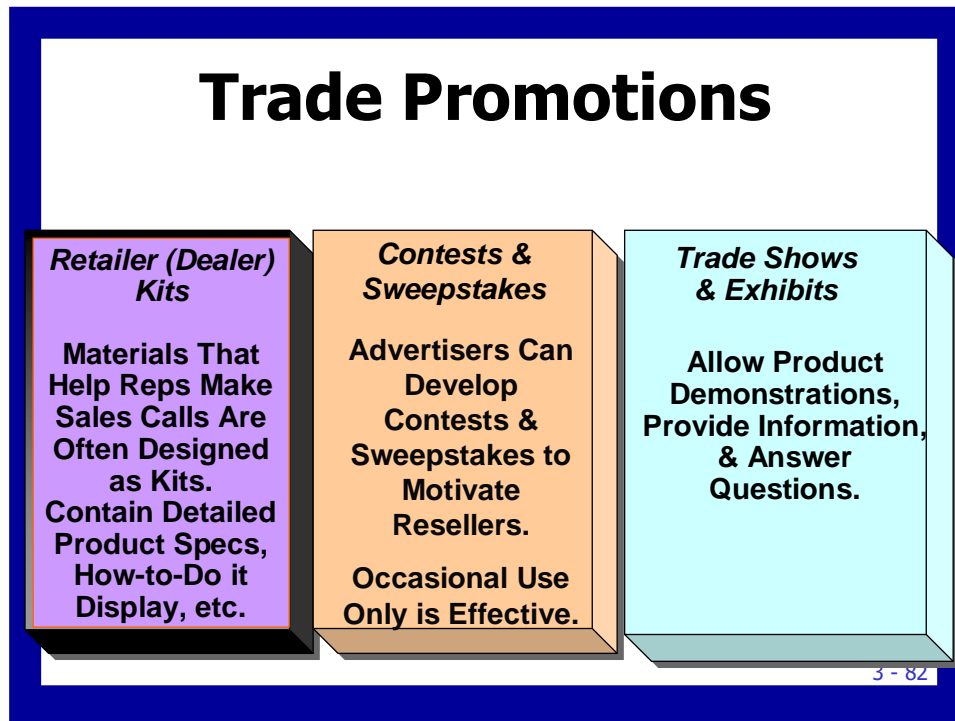 Trade Promotions
Retailer (Dealer)
Kits
Materials That
Help Reps Make
Sales Calls Are
Often Designed
as Kits.
Contain Detailed
Product Specs,
How-to-Do it
Display, etc.
Contests &
Sweepstakes
Advertisers Can
Develop
Contests &
Sweepstakes to
Motivate
Resellers.
Occasional Use
Only is Effective.
Trade Shows
& Exhibits
Allow Product
Demonstrations,
Provide Information,
& Answer
Questions.
3 - 82